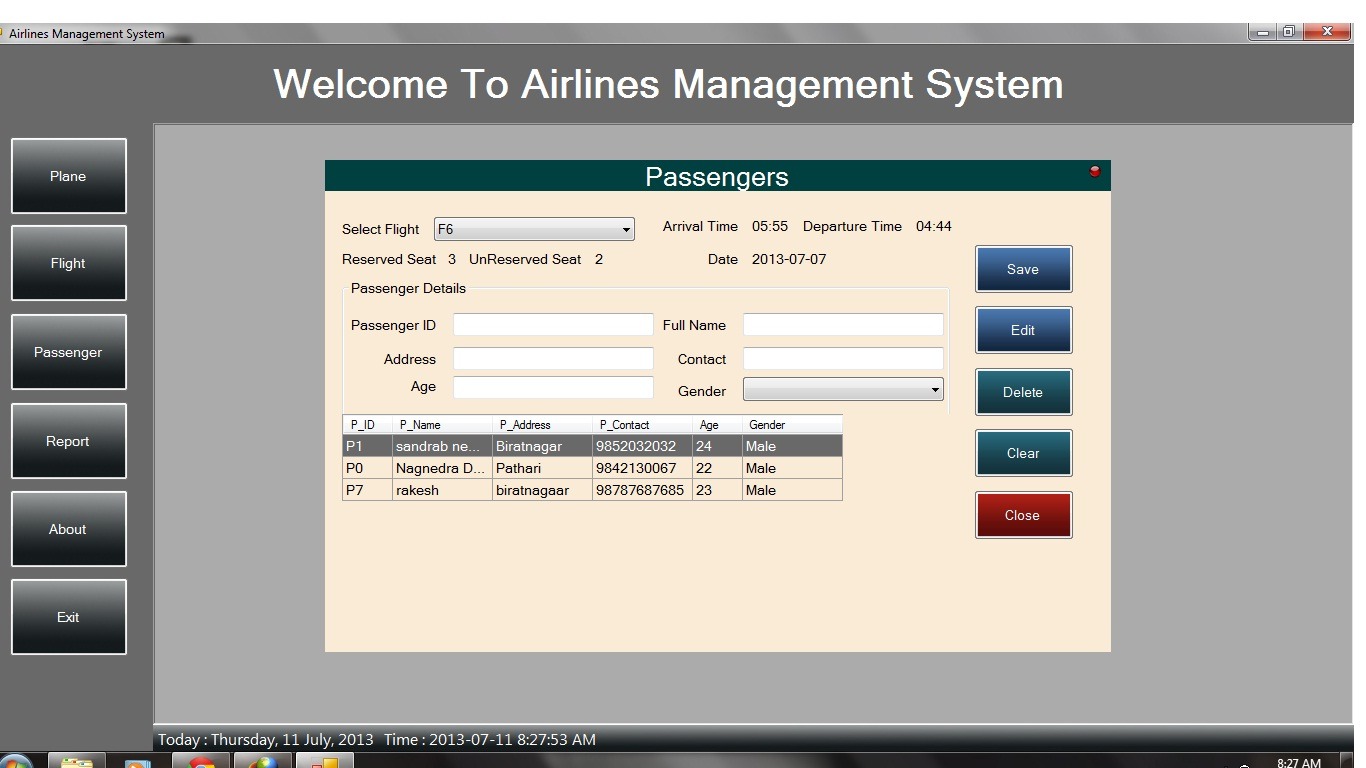 Airlines Management System
Welcome To Airlines Management System
Plane
Flight
Passenger
Report
About
Exit
Passengers
Select Flight F6 Arrival Time 05:55 Departure Time 04:44
Reserved Seat 3 UnReserved Seat 2 Date 2013-07-07
Passenger Details
Passenger ID Full Name
Address Contact
Age Gender
P_ID P_Name P_Address P_Contact Age Gender
P1 sandrab ne... Biratnagar 9852032032 24 Male
P0 Nagnedra D... Pathari 9842130067 22 Male
P7 rakesh biratnagaar 98787687685 23 Male
Save
Edit
Delete
Clear
Close
Today : Thursday, 11 July, 2013 Time : 2013-07-11 8:27:53 AM
8:27 AM